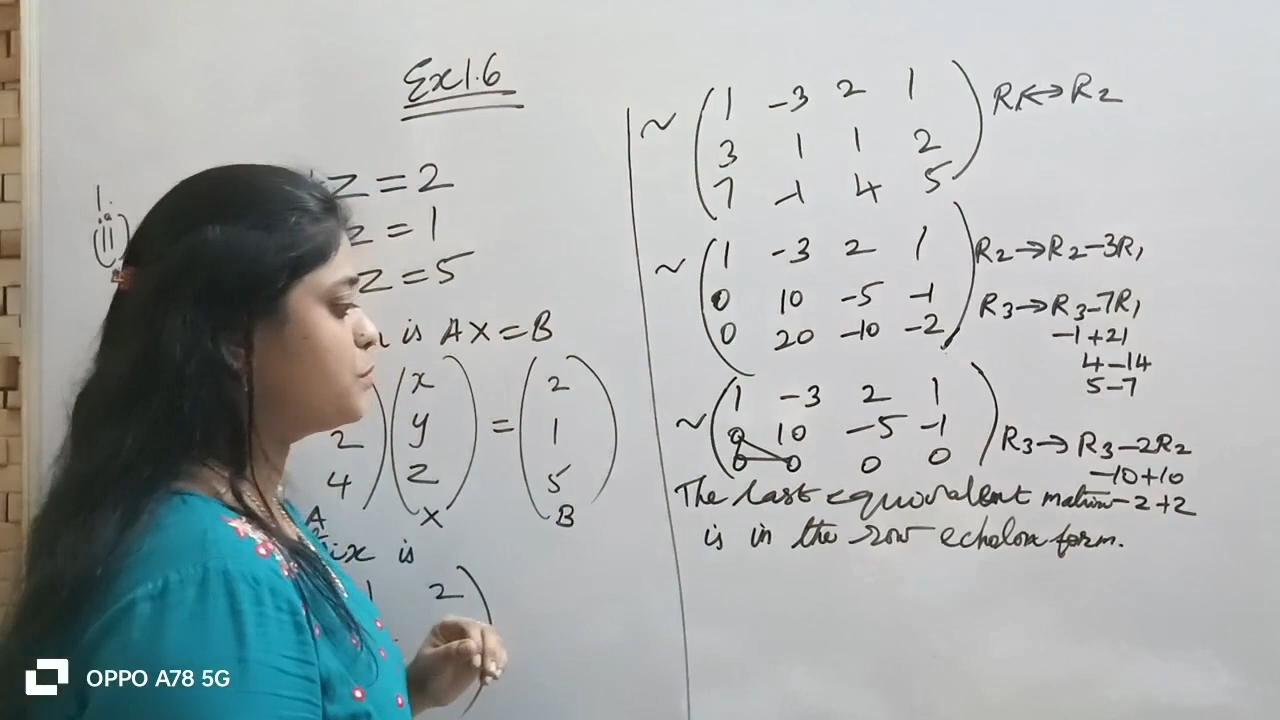 Ex1.6
1.
(ii)
z = 2
z = 1
z = 5
is AX = B
x 2
2 y = 1
4 z 5
A X B
ix is
1 2
~ 1 -3 2 1 R1↔R2
3 1 1 2
7 -1 4 5
~ 1 -3 2 1 R2→R2-3R1
0 10 -5 -1 R3→R3-7R1
0 20 -10 -2 -1+21
4-14
5-7
~ 1 -3 2 1
0 10 -5 -1 R3→R3-2R2
0 0 0 0 -10+10
The last equivalent matrix -2+2
is in the row echelon form.
OPPO A78 5G